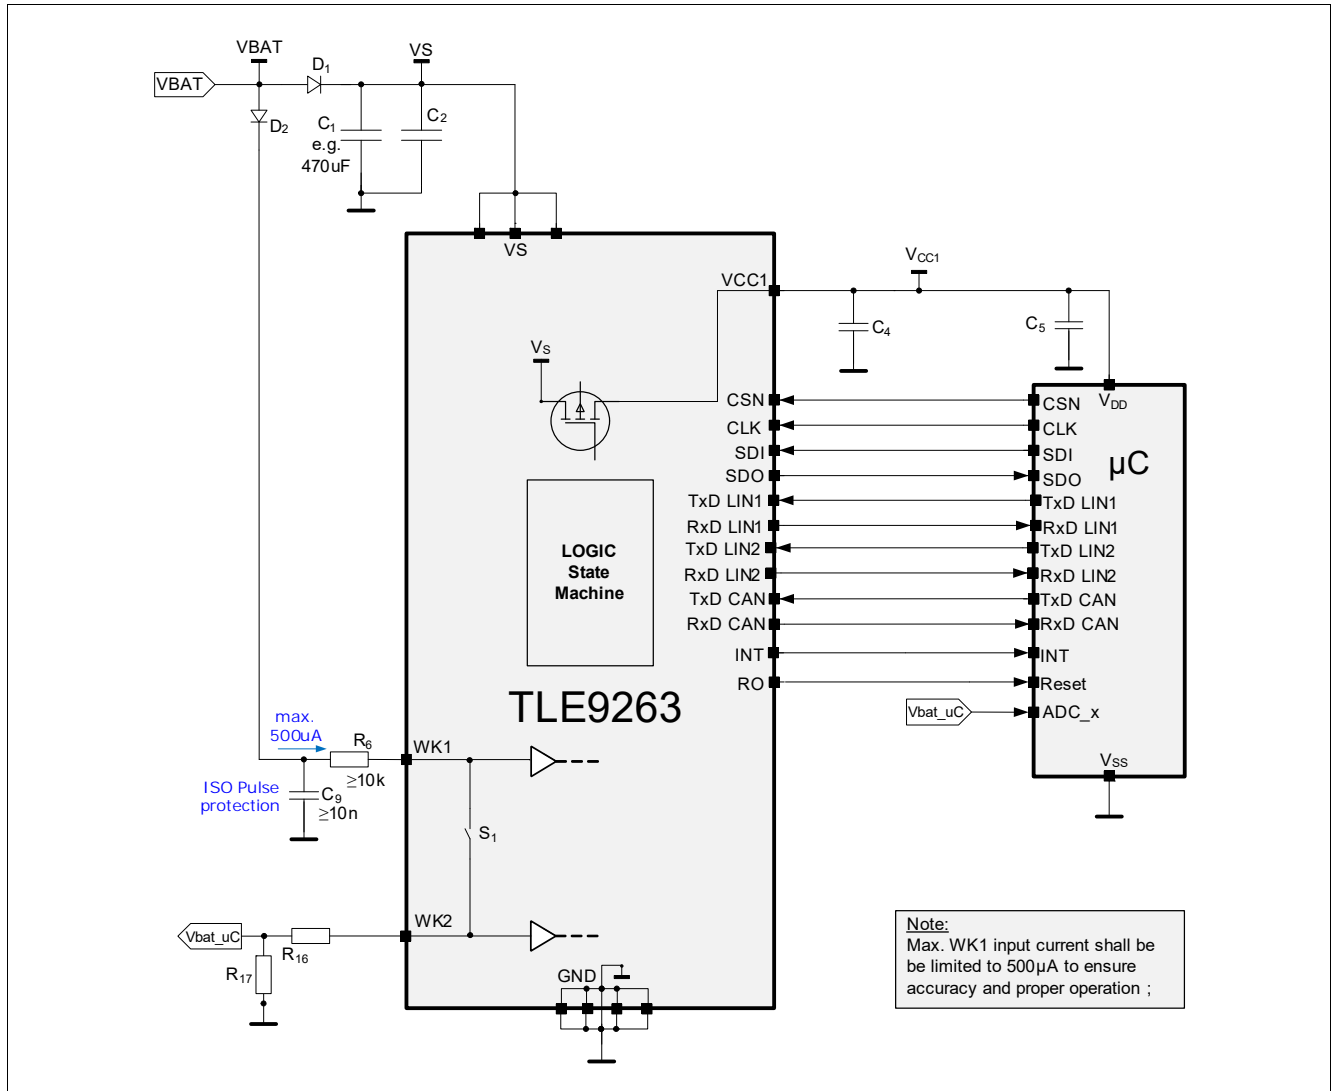 VBAT
VS
VBAT
D1
D2
C1
e.g.
470uF
C2
VS
VCC1
VCC1
C4
C5
VS
CSN
CLK
SDI
SDO
TxD LIN1
RxD LIN1
TxD LIN2
RxD LIN2
TxD CAN
RxD CAN
INT
RO
VDD
CSN
CLK
SDI
SDO
TxD LIN1
RxD LIN1
TxD LIN2
RxD LIN2
TxD CAN
RxD CAN
INT
Reset
ADC_x
µC
VSS
Vbat_uC
LOGIC
State
Machine
TLE9263
max.
500uA
R6
≥10k
WK1
ISO Pulse
protection
C9
≥10n
S1
WK2
Vbat_uC
R16
R17
GND
Note:
Max. WK1 input current shall be
be limited to 500µA to ensure
accuracy and proper operation ;